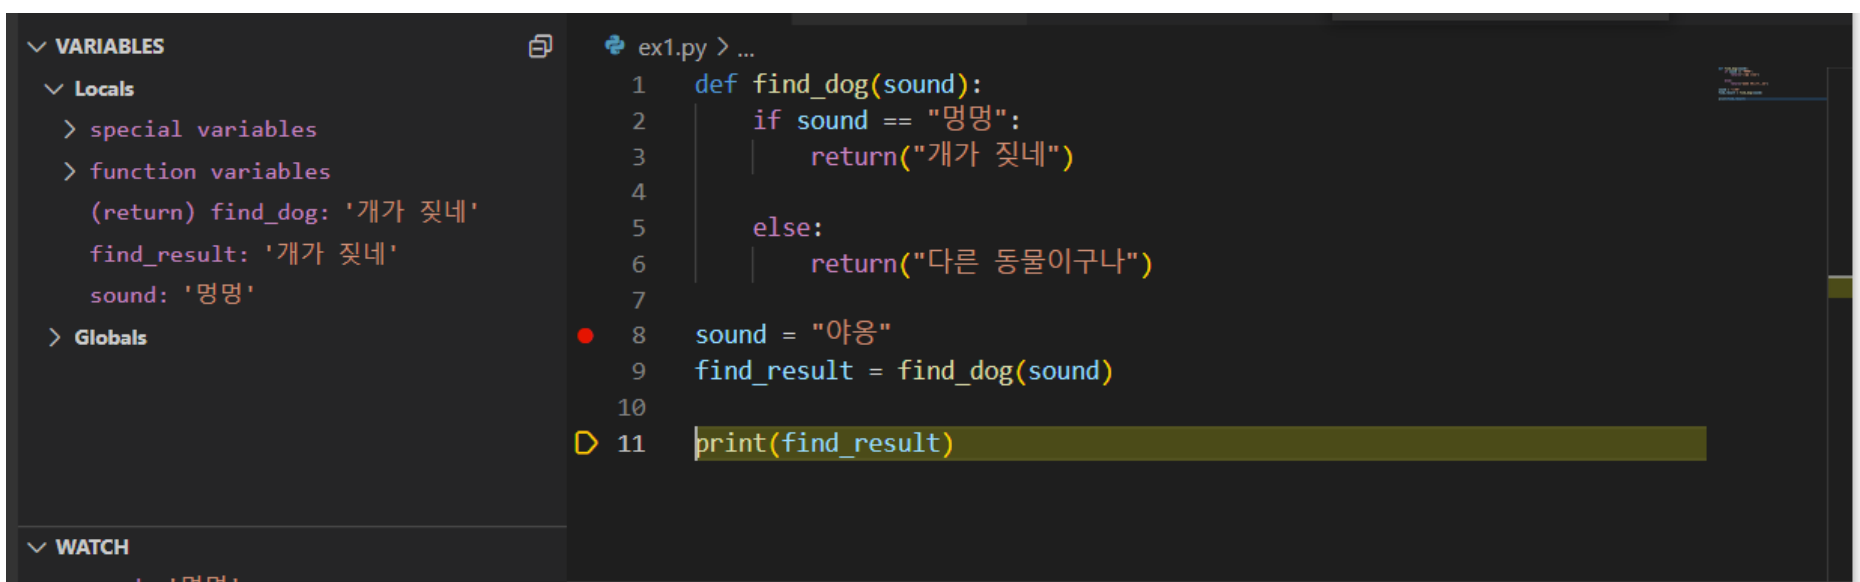 VARIABLES
Locals
special variables
function variables
(return) find_dog: '개가 짖네'
find_result: '개가 짖네'
sound: '멍멍'
Globals
WATCH
ex1.py > ...
1 def find_dog(sound):
2 if sound == "멍멍":
3 return("개가 짖네")
4
5 else:
6 return("다른 동물이구나")
7
8 sound = "야옹"
9 find_result = find_dog(sound)
10
11 print(find_result)